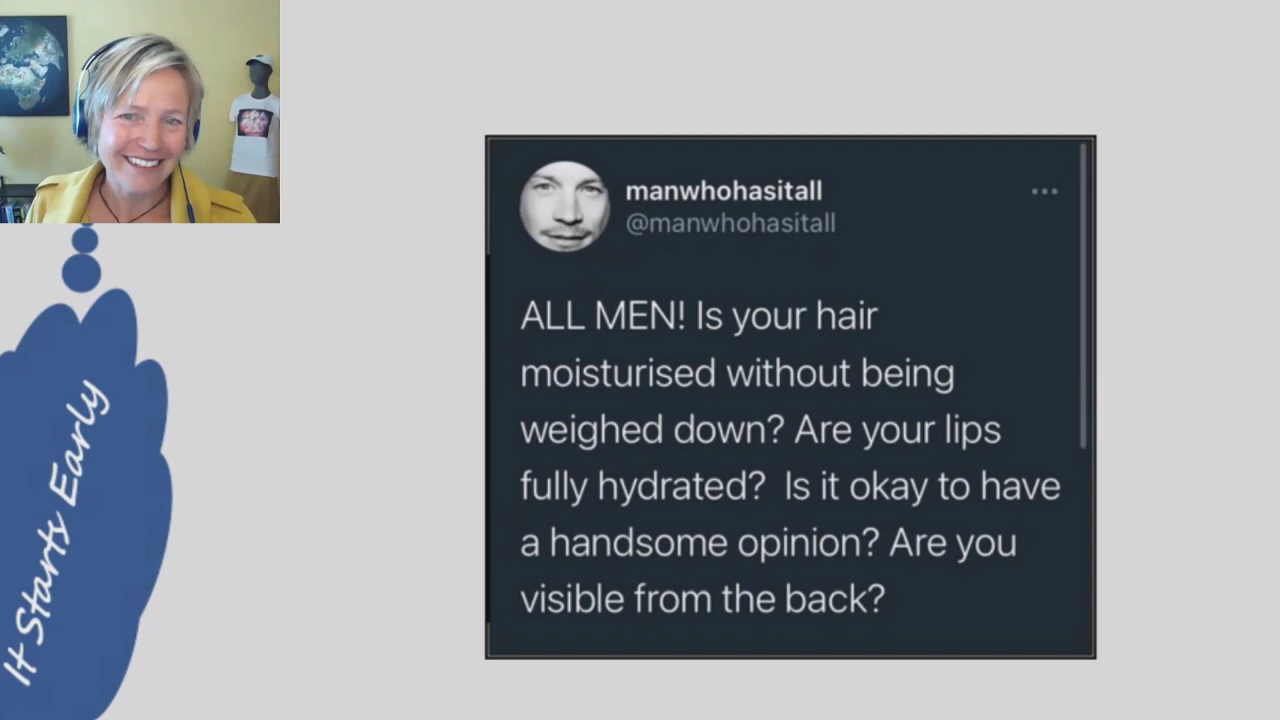 manwhohasitall
@manwhohasitall
ALL MEN! Is your hair
moisturised without being
weighed down? Are your lips
fully hydrated?  Is it okay to have
a handsome opinion? Are you
visible from the back?
It Starts Early